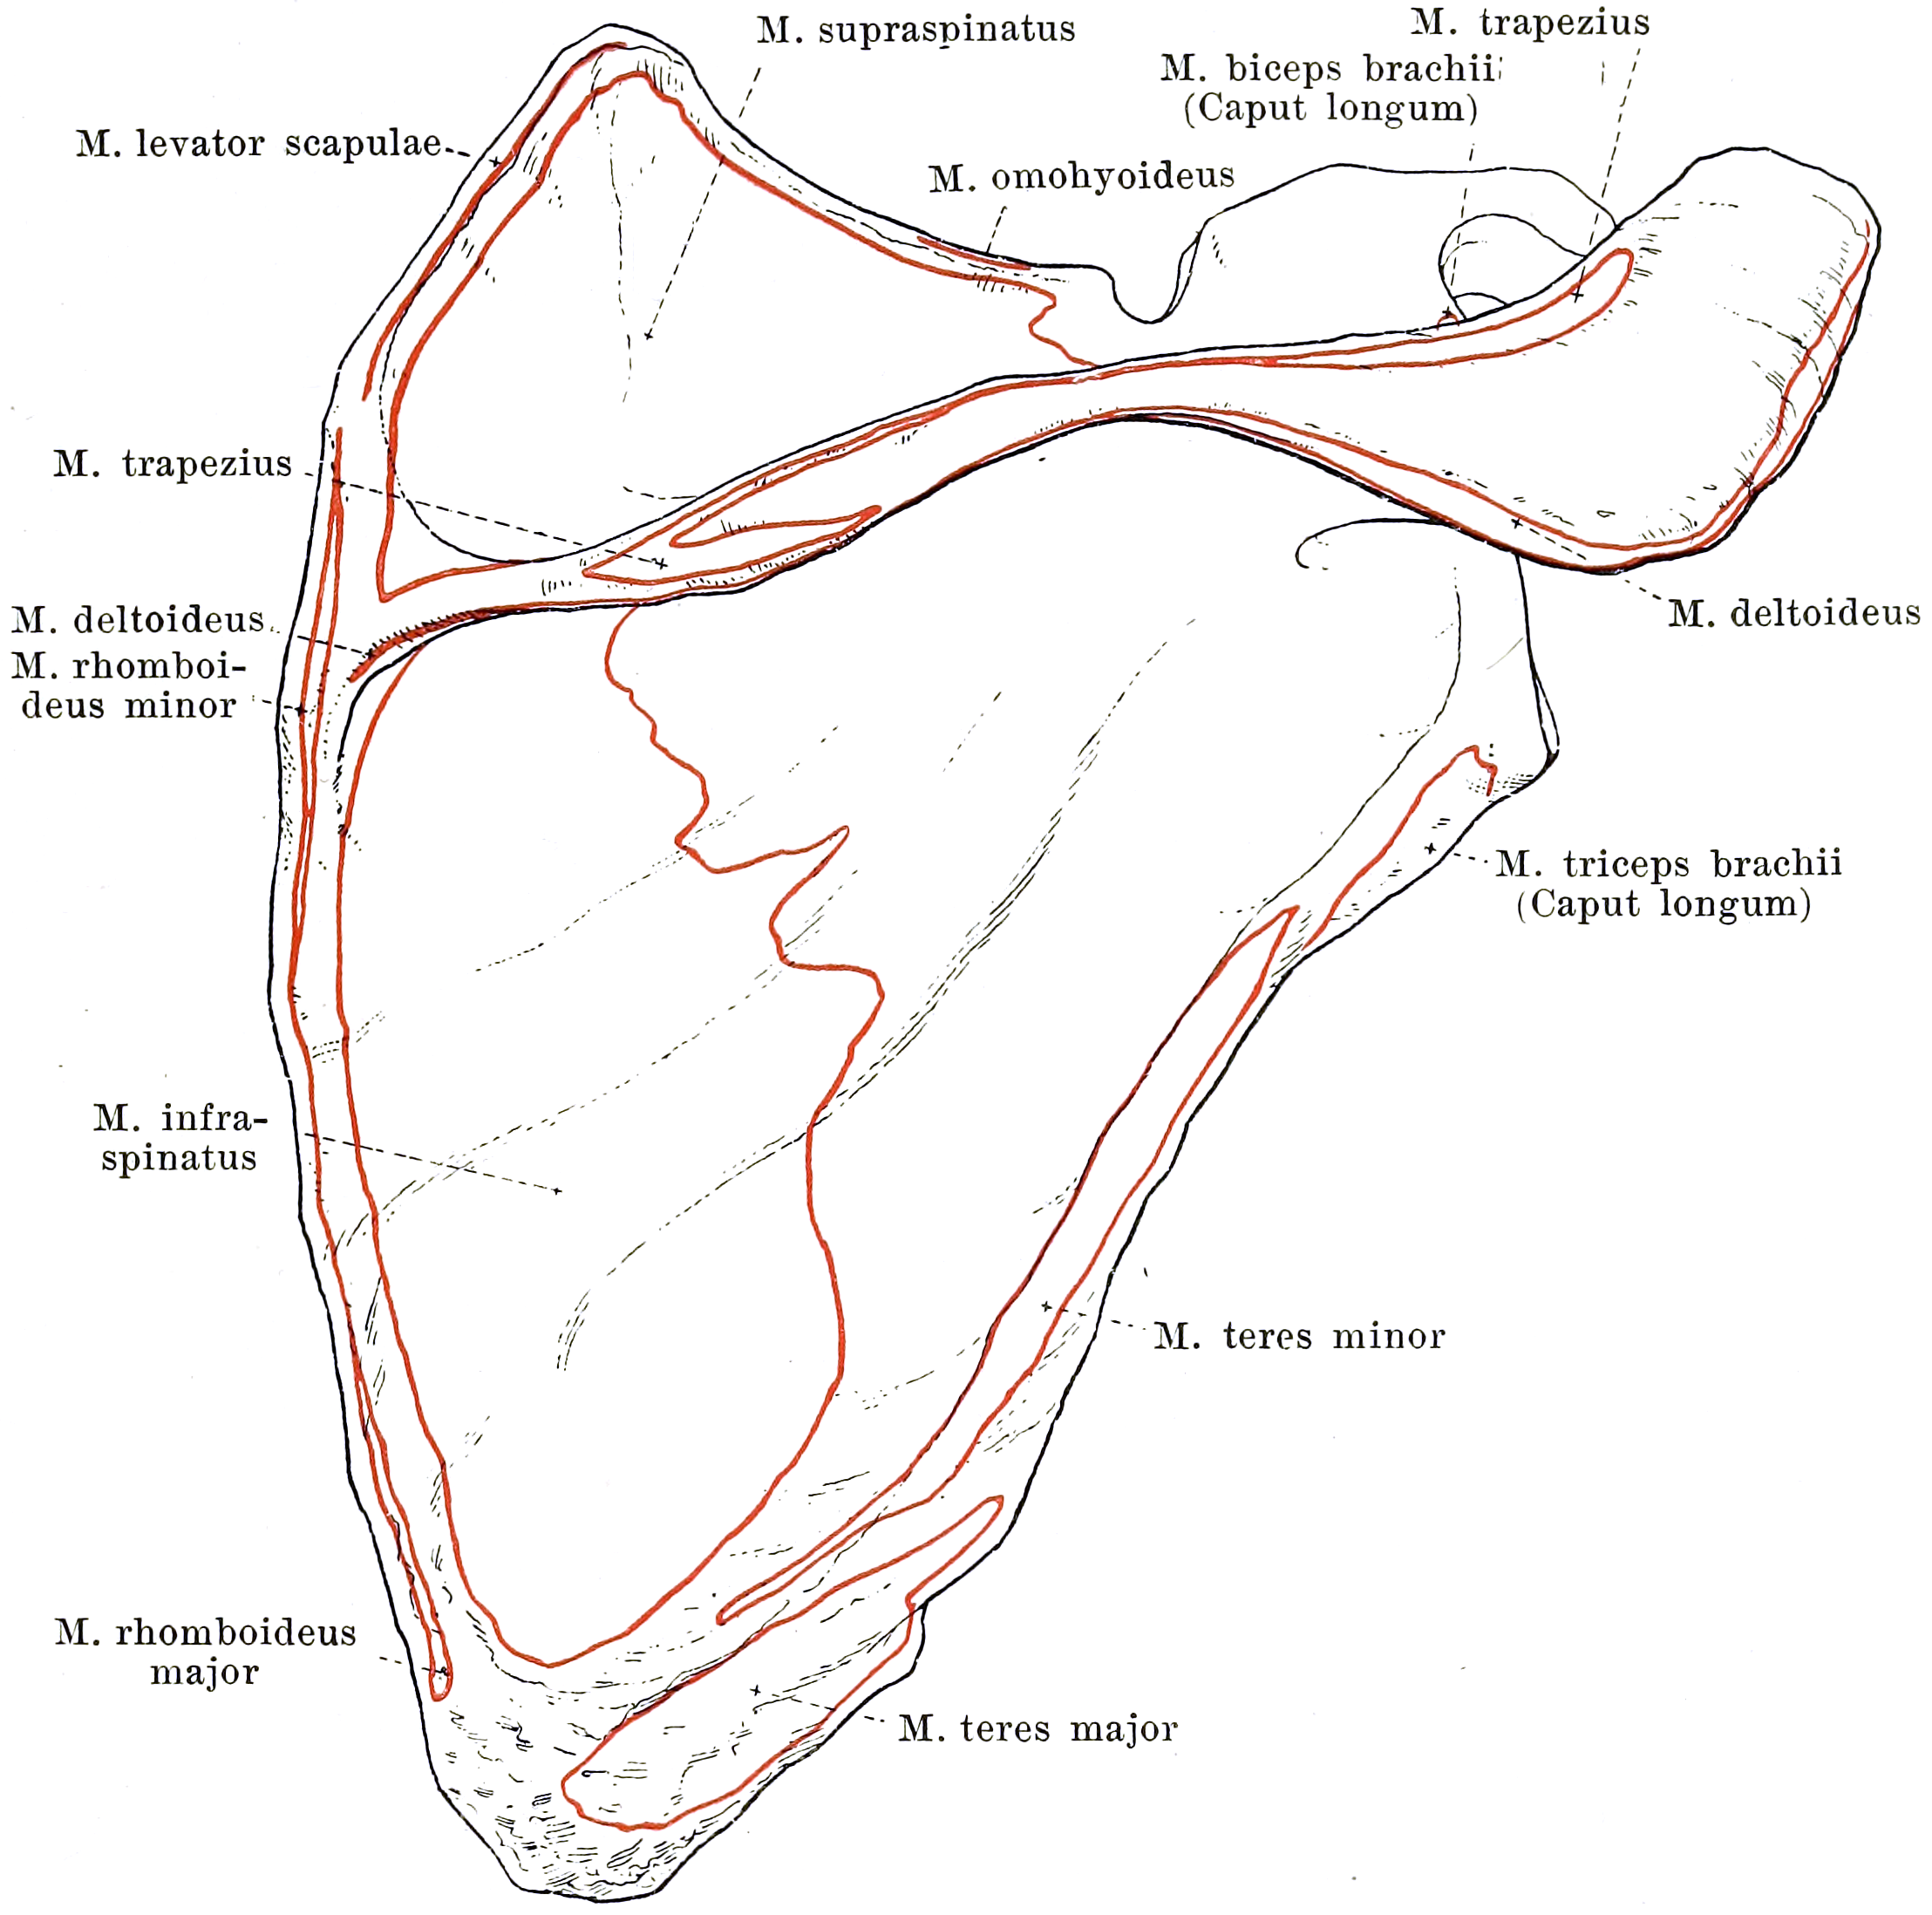 M. supraspinatus
M. trapezius
M. biceps brachii
(Caput longum)
M. levator scapulae
M. omohyoideus
M. trapezius
M. deltoideus
M. rhomboi-
deus minor
M. deltoideus
M. triceps brachii
(Caput longum)
M. infra-
spinatus
M. teres minor
M. rhomboideus
major
M. teres major